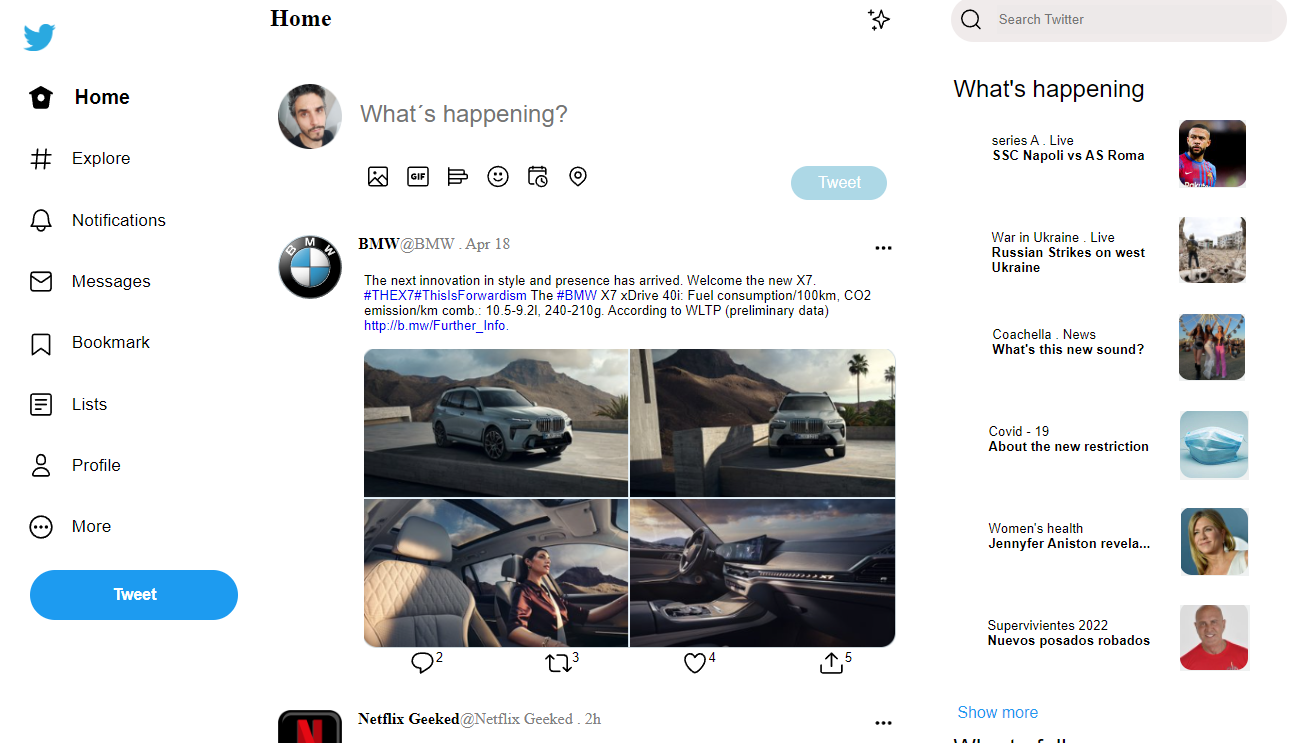 Home
Search Twitter
Home
Explore
Notifications
Messages
Bookmark
Lists
Profile
More
Tweet
What´s happening?
GIF
Tweet
BMW
BMW@BMW . Apr 18
The next innovation in style and presence has arrived. Welcome the new X7.
#THEX7#ThisIsForwardism The #BMW X7 xDrive 40i: Fuel consumption/100km, CO2
emission/km comb.: 10.5-9.2l, 240-210g. According to WLTP (preliminary data)
http://b.mw/Further_Info.
2
3
4
5
Netflix Geeked@Netflix Geeked . 2h
What's happening
series A . Live
SSC Napoli vs AS Roma
War in Ukraine . Live
Russian Strikes on west
Ukraine
Coachella . News
What's this new sound?
Covid - 19
About the new restriction
Women's health
Jennyfer Aniston revela...
Supervivientes 2022
Nuevos posados robados
Show more